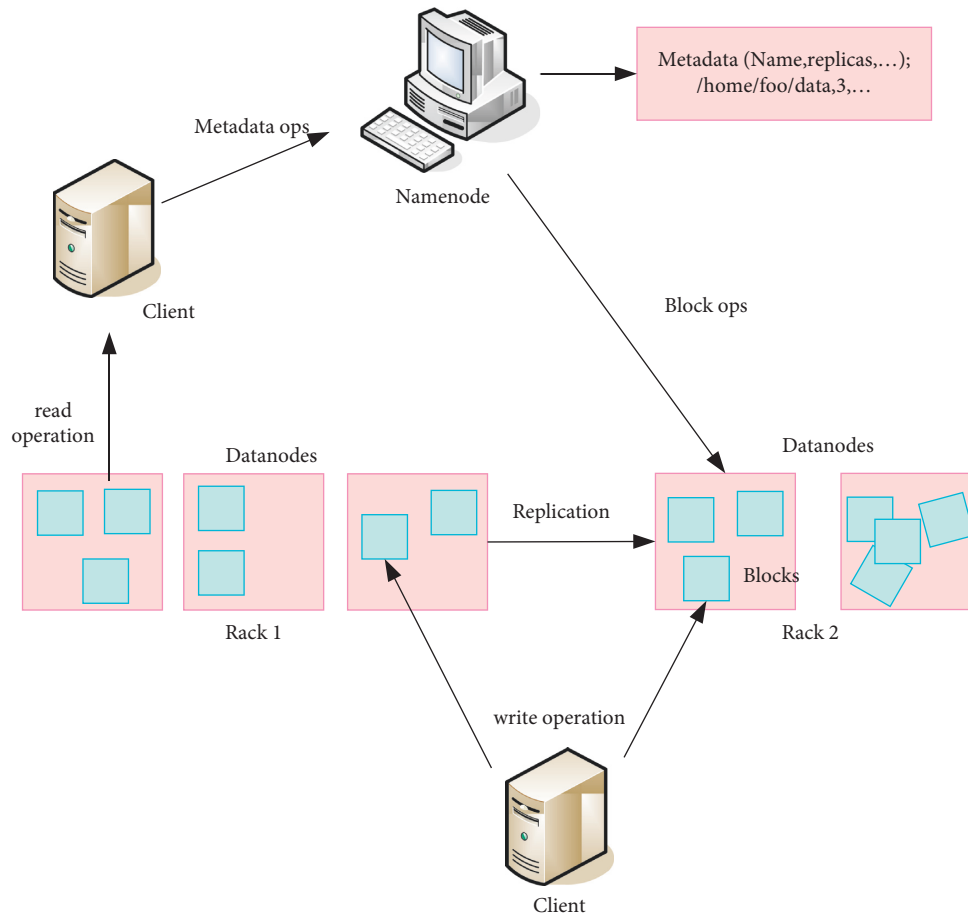 Metadata (Name,replicas,…);
/home/foo/data,3,…
Metadata ops
Namenode
Client
Block ops
read
operation
Datanodes
Datanodes
Replication
Blocks
Rack 1
Rack 2
write operation
Client